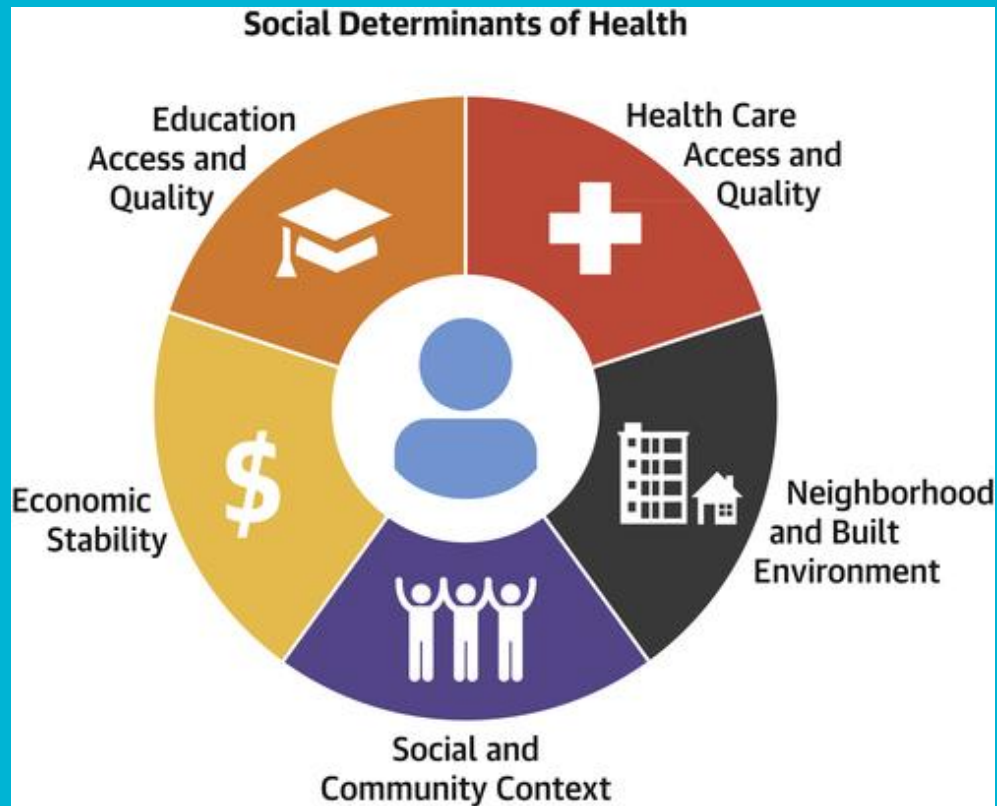 Social Determinants of Health
Education
Access and
Quality
Health Care
Access and
Quality
$
Economic
Stability
Neighborhood
and Built
Environment
Social and
Community Context